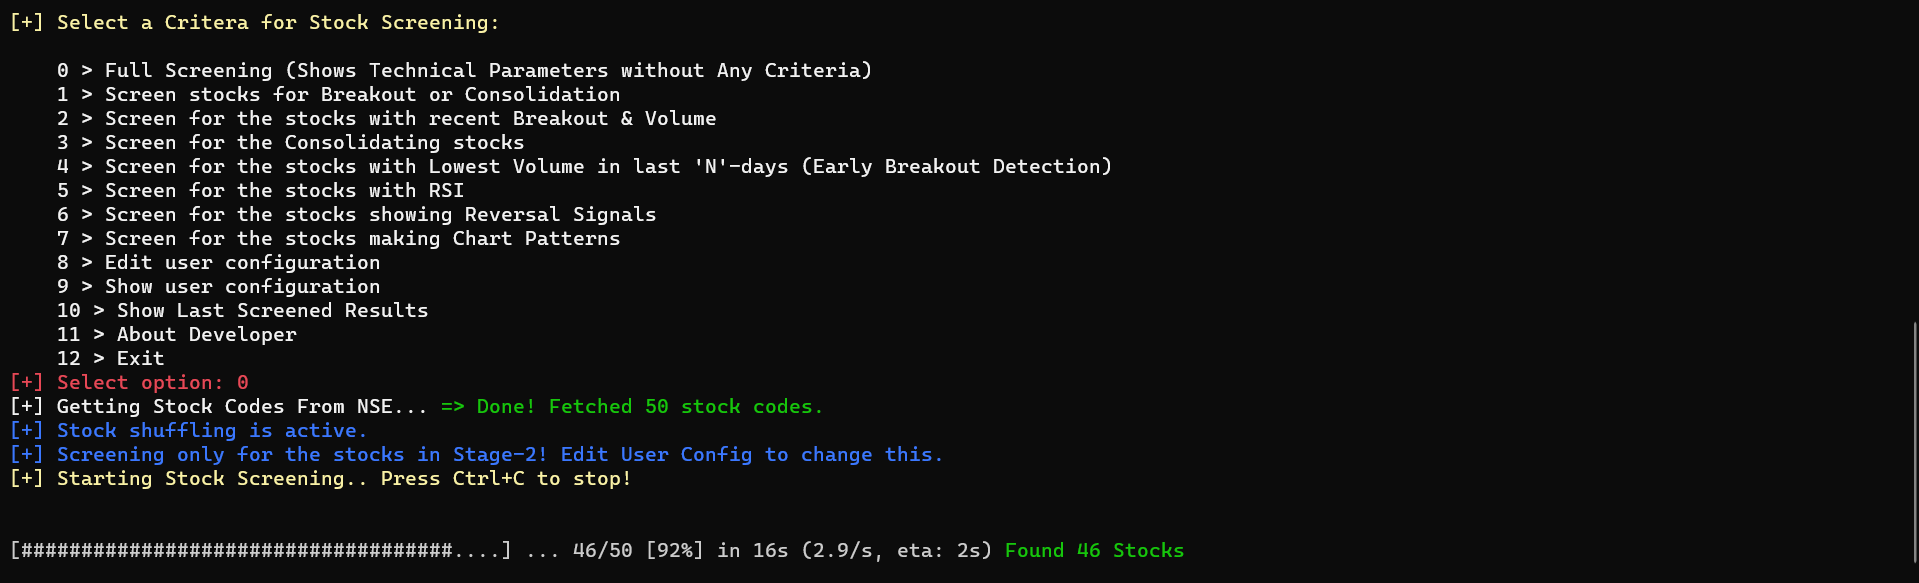 [+] Select a Critera for Stock Screening:
0 > Full Screening (Shows Technical Parameters without Any Criteria)
1 > Screen stocks for Breakout or Consolidation
2 > Screen for the stocks with recent Breakout & Volume
3 > Screen for the Consolidating stocks
4 > Screen for the stocks with Lowest Volume in last 'N'-days (Early Breakout Detection)
5 > Screen for the stocks with RSI
6 > Screen for the stocks showing Reversal Signals
7 > Screen for the stocks making Chart Patterns
8 > Edit user configuration
9 > Show user configuration
10 > Show Last Screened Results
11 > About Developer
12 > Exit
[+] Select option: 0
[+] Getting Stock Codes From NSE... => Done! Fetched 50 stock codes.
[+] Stock shuffling is active.
[+] Screening only for the stocks in Stage-2! Edit User Config to change this.
[+] Starting Stock Screening.. Press Ctrl+C to stop!
[####################################....] ... 46/50 [92%] in 16s (2.9/s, eta: 2s) Found 46 Stocks